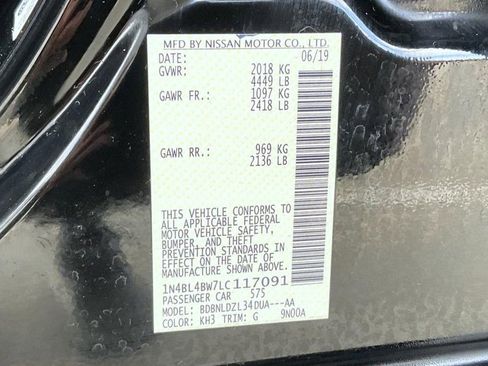 MFD BY NISSAN MOTOR CO., LTD.
DATE: 06/19
GVWR: 2018 KG
4449 LB
GAWR FR.: 1097 KG
2418 LB
GAWR RR.: 969 KG
2136 LB
THIS VEHICLE CONFORMS TO
ALL APPLICABLE FEDERAL
MOTOR VEHICLE SAFETY,
BUMPER, AND THEFT
PREVENTION STANDARDS IN
EFFECT ON THE DATE OF
MANUFACTURE SHOWN ABOVE.
1N4BL4BW7LC117091
PASSENGER CAR 575
MODEL: BDBNLDZL34DUA---AA
COLOR: KH3 TRIM: G 9N00A